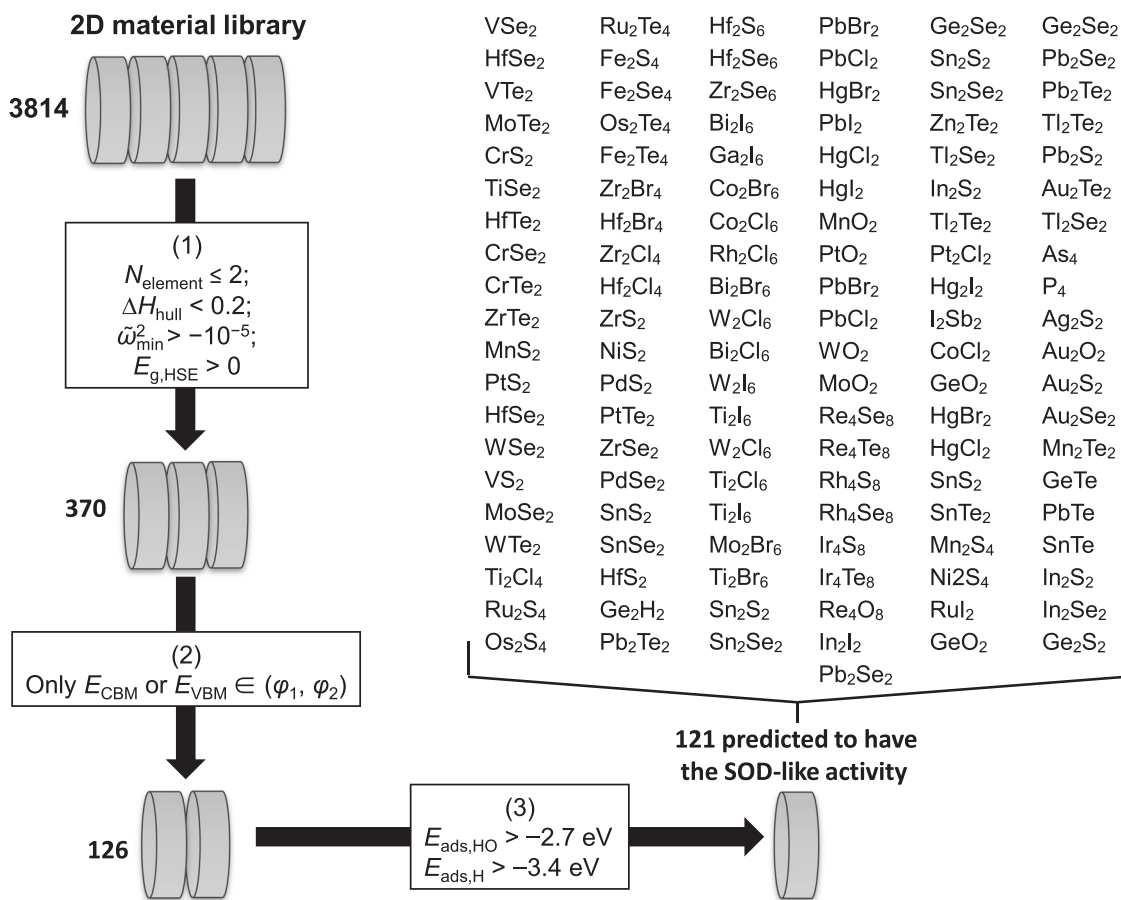 2D material library
3814
(1)
N_element ≤ 2;
ΔH_hull < 0.2;
ω̃²_min > −10⁻⁵;
E_g,HSE > 0
370
(2)
Only E_CBM or E_VBM ∈ (φ₁, φ₂)
126
(3)
E_ads,HO > −2.7 eV
E_ads,H > −3.4 eV
121 predicted to have
the SOD-like activity
VSe₂ Ru₂Te₄ Hf₂S₆ PbBr₂ Ge₂Se₂ Ge₂Se₂
HfSe₂ Fe₂S₄ Hf₂Se₆ PbCl₂ Sn₂S₂ Pb₂Se₂
VTe₂ Fe₂Se₄ Zr₂Se₆ HgBr₂ Sn₂Se₂ Pb₂Te₂
MoTe₂ Os₂Te₄ Bi₂I₆ PbI₂ Zn₂Te₂ Tl₂Te₂
CrS₂ Fe₂Te₄ Ga₂I₆ HgCl₂ Tl₂Se₂ Pb₂S₂
TiSe₂ Zr₂Br₄ Co₂Br₆ HgI₂ In₂S₂ Au₂Te₂
HfTe₂ Hf₂Br₄ Co₂Cl₆ MnO₂ Tl₂Te₂ Tl₂Se₂
CrSe₂ Zr₂Cl₄ Rh₂Cl₆ PtO₂ Pt₂Cl₂ As₄
CrTe₂ Hf₂Cl₄ Bi₂Br₆ PbBr₂ Hg₂I₂ P₄
ZrTe₂ ZrS₂ W₂Cl₆ PbCl₂ I₂Sb₂ Ag₂S₂
MnS₂ NiS₂ Bi₂Cl₆ WO₂ CoCl₂ Au₂O₂
PtS₂ PdS₂ W₂I₆ MoO₂ GeO₂ Au₂S₂
HfSe₂ PtTe₂ Ti₂I₆ Re₄Se₈ HgBr₂ Au₂Se₂
WSe₂ ZrSe₂ W₂Cl₆ Re₄Te₈ HgCl₂ Mn₂Te₂
VS₂ PdSe₂ Ti₂Cl₆ Rh₄S₈ SnS₂ GeTe
MoSe₂ SnS₂ Ti₂I₆ Rh₄Se₈ SnTe₂ PbTe
WTe₂ SnSe₂ Mo₂Br₆ Ir₄S₈ Mn₂S₄ SnTe
Ti₂Cl₄ HfS₂ Ti₂Br₆ Ir₄Te₈ Ni2S₄ In₂S₂
Ru₂S₄ Ge₂H₂ Sn₂S₂ Re₄O₈ RuI₂ In₂Se₂
Os₂S₄ Pb₂Te₂ Sn₂Se₂ In₂I₂ GeO₂ Ge₂S₂
Pb₂Se₂